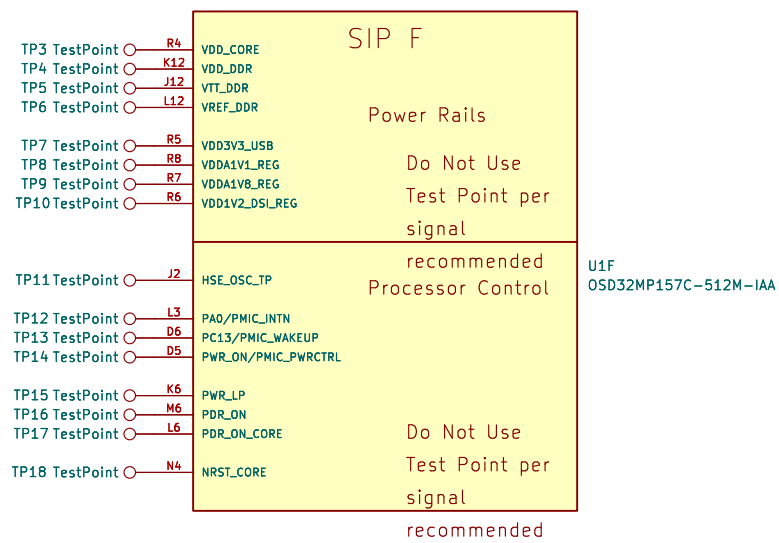 SIP F
TP3 TestPoint R4 VDD_CORE
TP4 TestPoint K12 VDD_DDR
TP5 TestPoint J12 VTT_DDR
TP6 TestPoint L12 VREF_DDR
Power Rails
TP7 TestPoint R5 VDD3V3_USB
TP8 TestPoint R8 VDDA1V1_REG
TP9 TestPoint R7 VDDA1V8_REG
TP10 TestPoint R6 VDD1V2_DSI_REG
Do Not Use
Test Point per
signal
recommended
U1F
OSD32MP157C-512M-IAA
Processor Control
TP11 TestPoint J2 HSE_OSC_TP
TP12 TestPoint L3 PA0/PMIC_INTN
TP13 TestPoint D6 PC13/PMIC_WAKEUP
TP14 TestPoint D5 PWR_ON/PMIC_PWRCTRL
TP15 TestPoint K6 PWR_LP
TP16 TestPoint M6 PDR_ON
TP17 TestPoint L6 PDR_ON_CORE
TP18 TestPoint N4 NRST_CORE
Do Not Use
Test Point per
signal
recommended